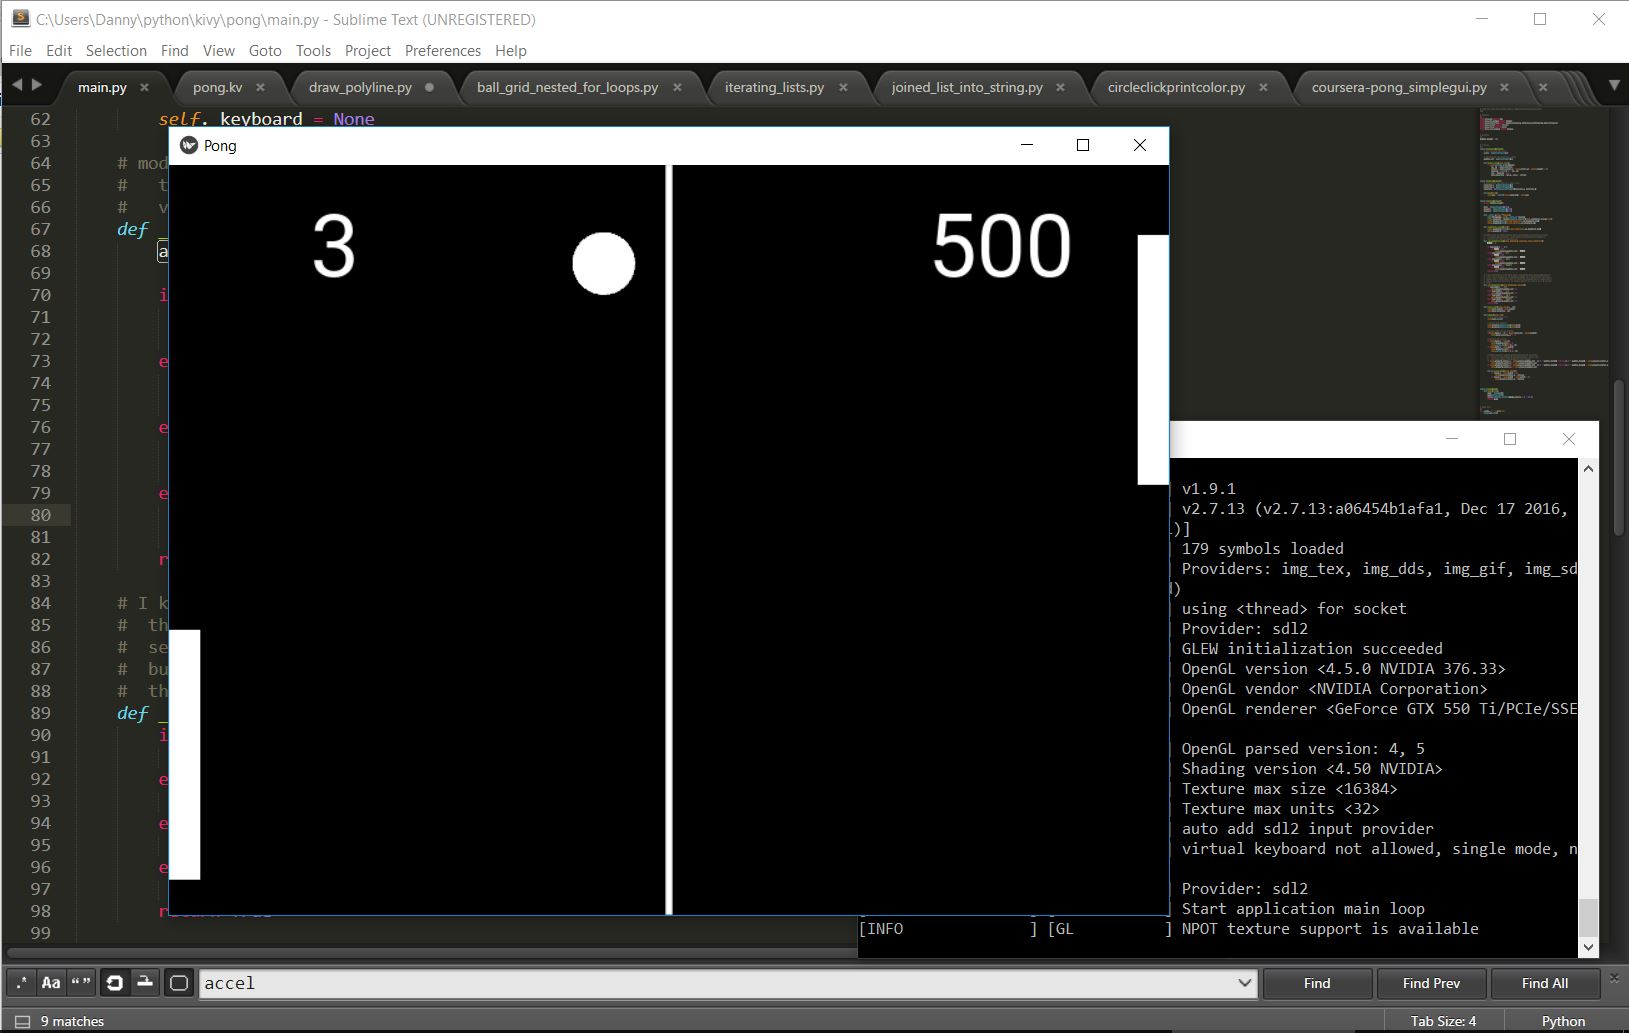 C:\Users\Danny\python\kivy\pong\main.py - Sublime Text (UNREGISTERED)
File Edit Selection Find View Goto Tools Project Preferences Help
main.py pong.kv draw_polyline.py ball_grid_nested_for_loops.py iterating_lists.py joined_list_into_string.py circleclickprintcolor.py coursera-pong_simplegui.py
62 self._keyboard = None
63
64 # mod
65 # t
66 # v
67 def _
68 a
69
70 i
71
72
73 e
74
75
76 e
77
78
79 e
80
81
82 r
83
84 # I k
85 # th
86 # se
87 # bu
88 # th
89 def _
90 i
91
92 e
93
94 e
95
96 e
97
98
99
Pong
3 500
v1.9.1
v2.7.13 (v2.7.13:a06454b1afa1, Dec 17 2016,
)]
179 symbols loaded
Providers: img_tex, img_dds, img_gif, img_sd
)
using <thread> for socket
Provider: sdl2
GLEW initialization succeeded
OpenGL version <4.5.0 NVIDIA 376.33>
OpenGL vendor <NVIDIA Corporation>
OpenGL renderer <GeForce GTX 550 Ti/PCIe/SSE
OpenGL parsed version: 4, 5
Shading version <4.50 NVIDIA>
Texture max size <16384>
Texture max units <32>
auto add sdl2 input provider
virtual keyboard not allowed, single mode, n
Provider: sdl2
Start application main loop
[INFO ] [GL ] NPOT texture support is available
.* Aa “” accel Find Find Prev Find All
9 matches Tab Size: 4 Python